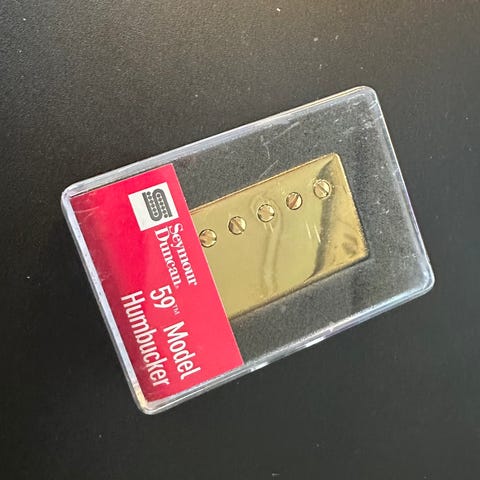 Seymour
Duncan®
59™ Model
Humbucker